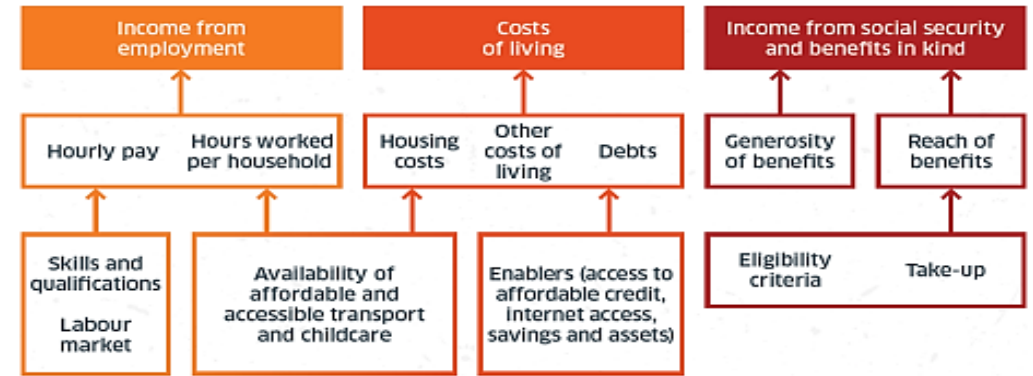 Income from
employment
Costs
of living
Income from social security
and benefits in kind
Hourly pay
Hours worked
per household
Housing
costs
Other
costs of
living
Debts
Generosity
of benefits
Reach of
benefits
Skills and
qualifications
Labour
market
Availability of
affordable and
accessible transport
and childcare
Enablers (access to
affordable credit,
internet access,
savings and assets)
Eligibility
criteria
Take-up